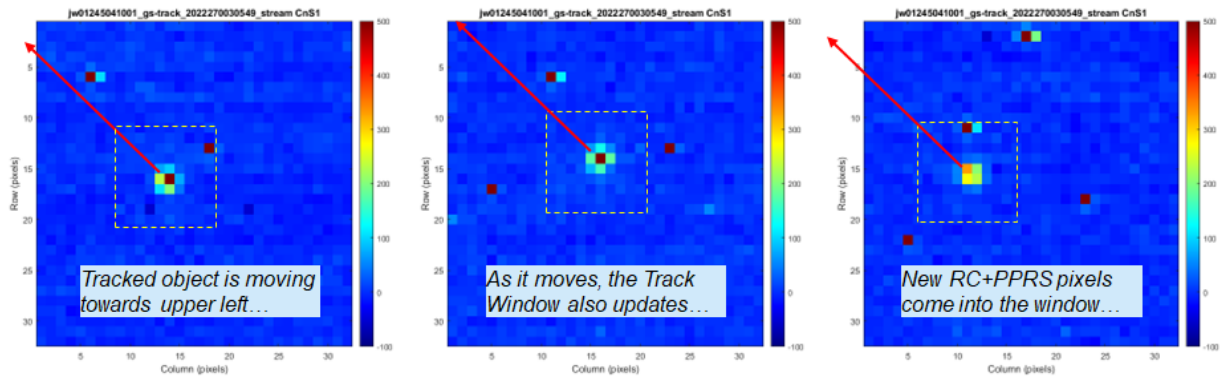 jw01245041001_gs-track_2022270030549_stream CnS1
5
10
15
20
25
30
Row (pixels)
5 10 15 20 25 30
Column (pixels)
500
400
300
200
100
0
-100
Tracked object is moving
towards upper left…
jw01245041001_gs-track_2022270030549_stream CnS1
5
10
15
20
25
30
Row (pixels)
5 10 15 20 25 30
Column (pixels)
500
400
300
200
100
0
-100
As it moves, the Track
Window also updates…
jw01245041001_gs-track_2022270030549_stream CnS1
5
10
15
20
25
30
Row (pixels)
5 10 15 20 25 30
Column (pixels)
500
400
300
200
100
0
-100
New RC+PPRS pixels
come into the window…